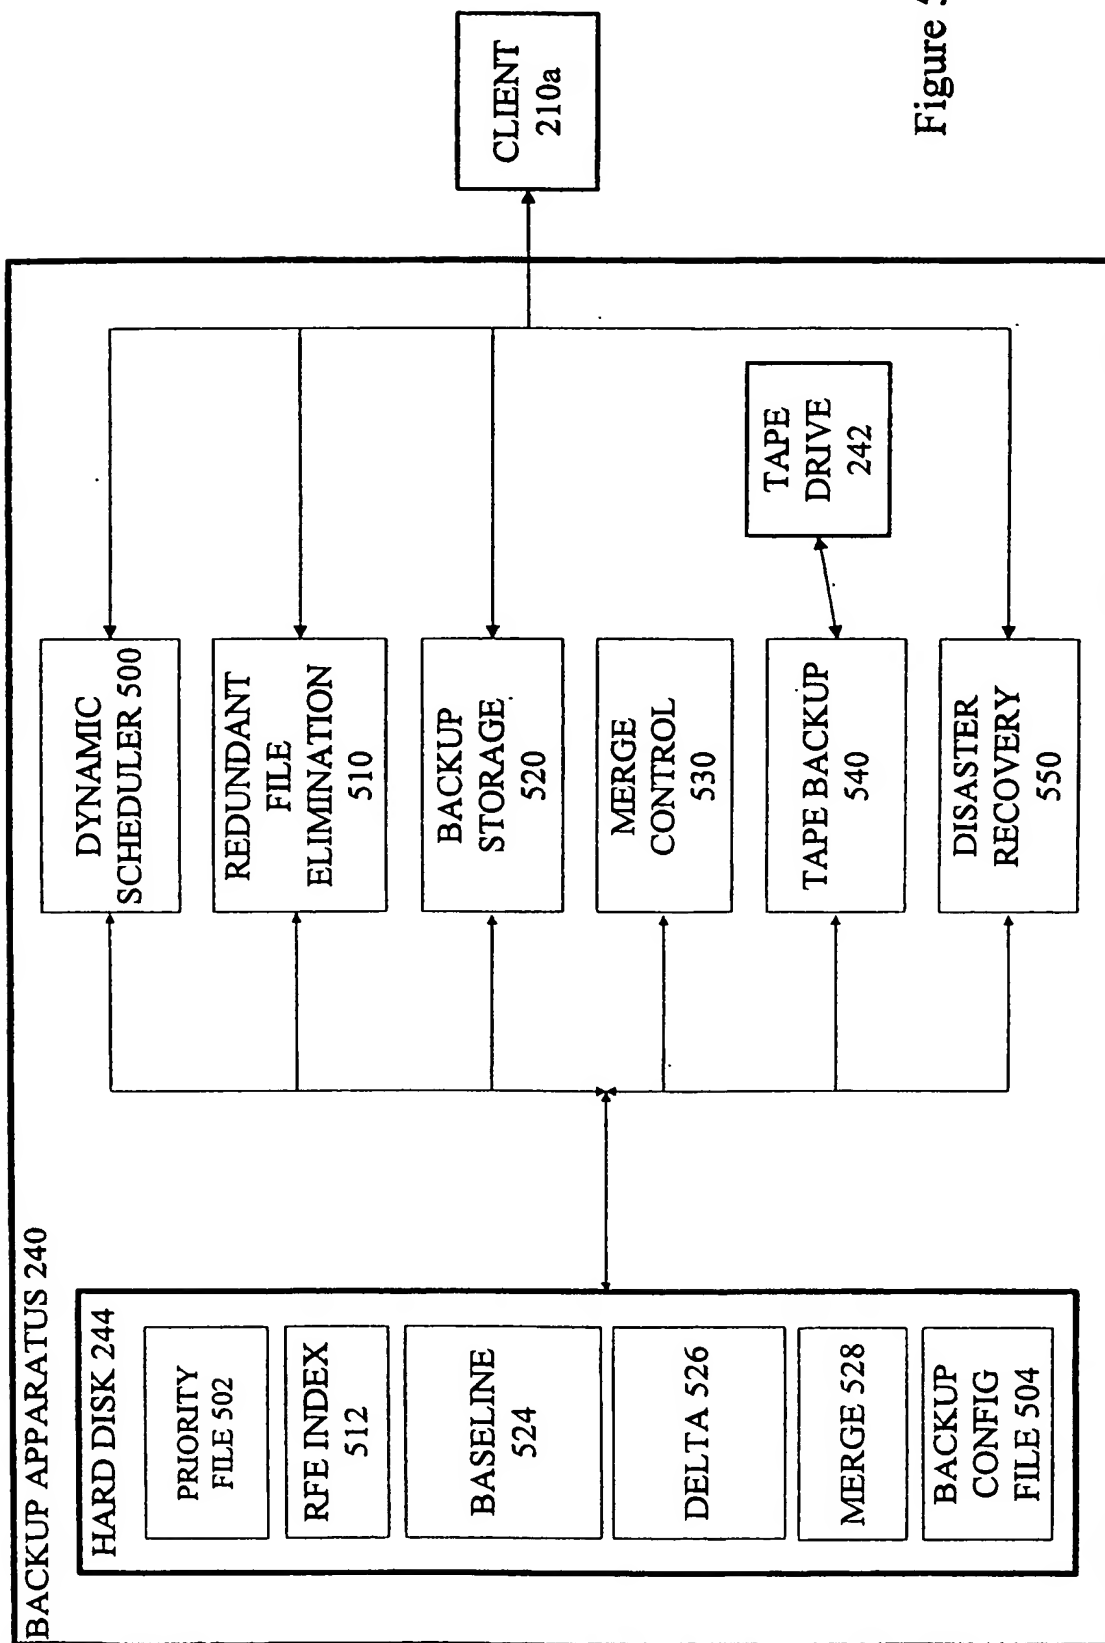 BACKUP APPARATUS 240
HARD DISK 244
PRIORITY
FILE 502
RFE INDEX
512
BASELINE
524
DELTA 526
MERGE 528
BACKUP
CONFIG
FILE 504
DYNAMIC
SCHEDULER 500
REDUNDANT
FILE
ELIMINATION
510
BACKUP
STORAGE
520
MERGE
CONTROL
530
TAPE BACKUP
540
DISASTER
RECOVERY
550
TAPE
DRIVE
242
CLIENT
210a
Figure